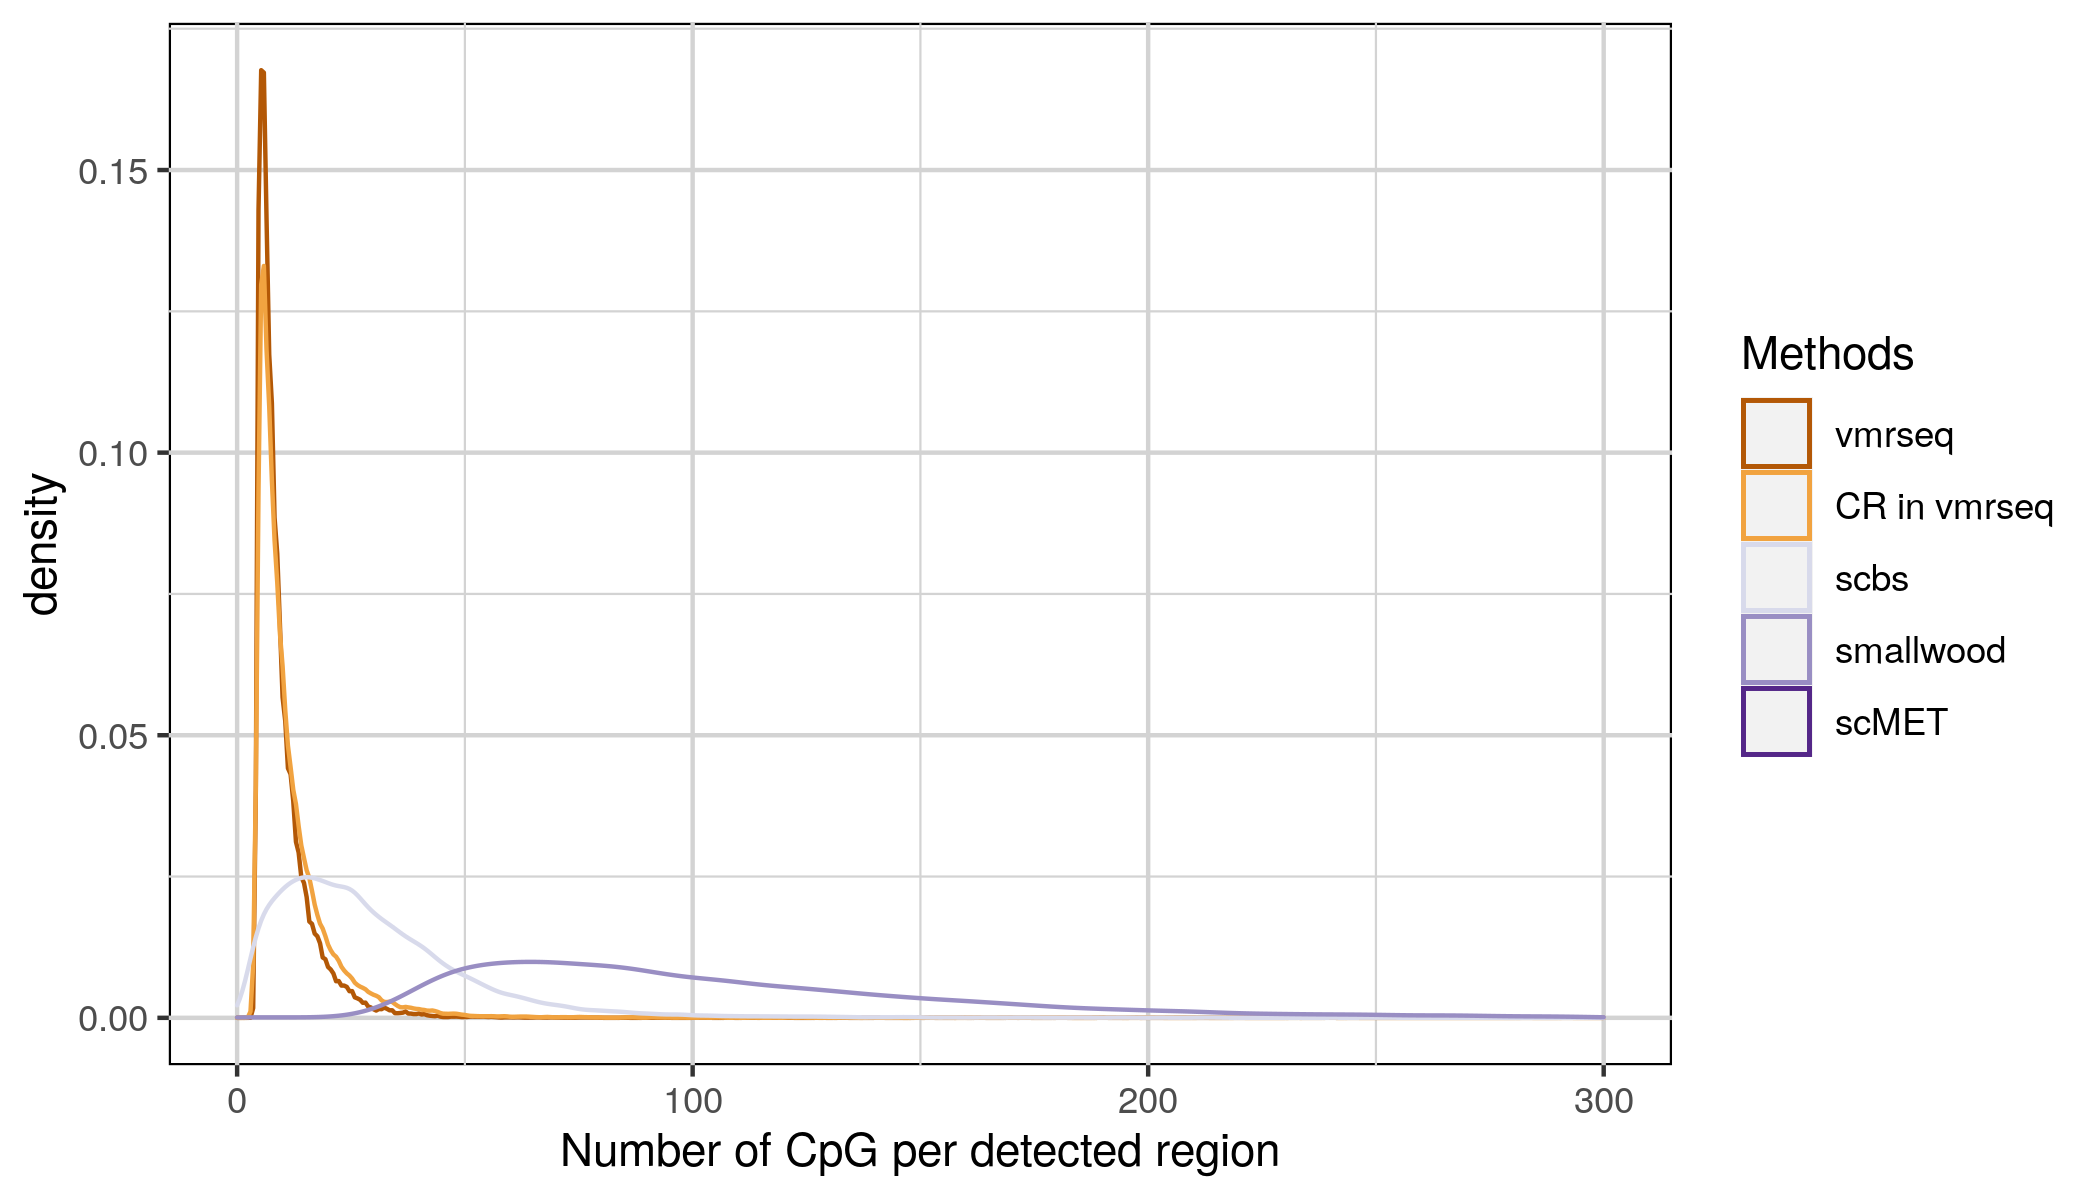 0.15
0.10
0.05
0.00
density
0
100
200
300
Number of CpG per detected region
Methods
vmrseq
CR in vmrseq
scbs
smallwood
scMET